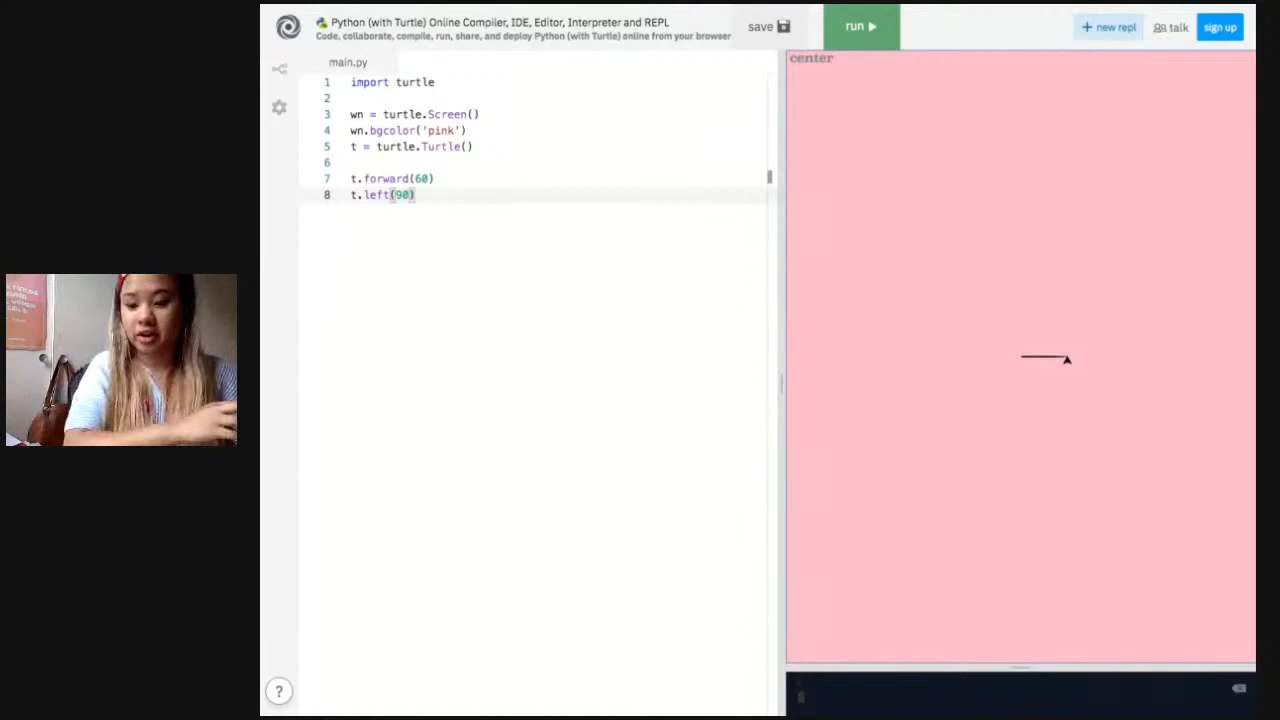 Python (with Turtle) Online Compiler, IDE, Editor, Interpreter and REPL
Code, collaborate, compile, run, share, and deploy Python (with Turtle) online from your browser
save
run
+ new repl
talk
sign up
main.py
center
1 import turtle
2
3 wn = turtle.Screen()
4 wn.bgcolor('pink')
5 t = turtle.Turtle()
6
7 t.forward(60)
8 t.left(90)
WOMEN
?